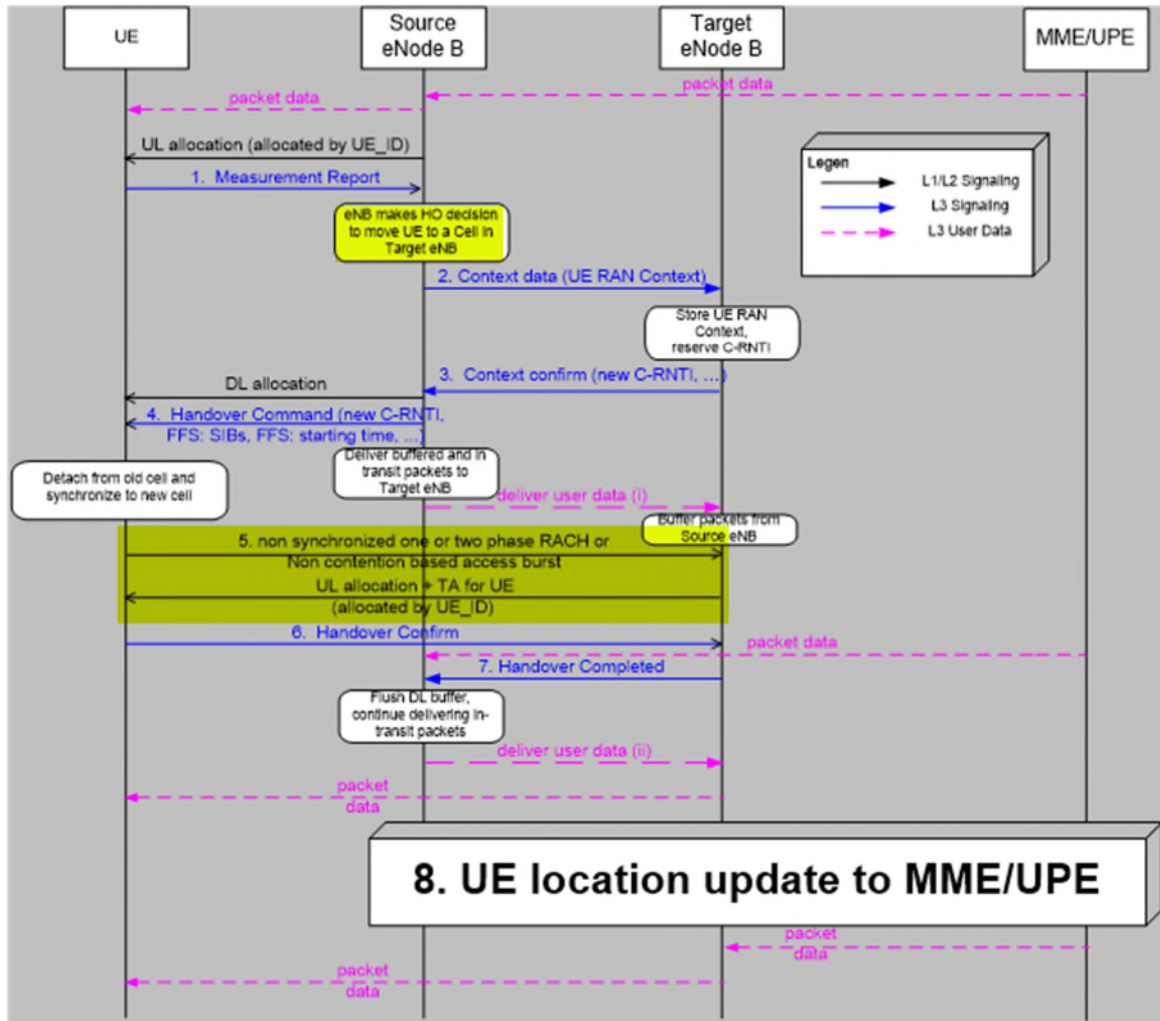 UE
Source
eNode B
Target
eNode B
MME/UPE
packet data
packet data
UL allocation (allocated by UE_ID)
1. Measurement Report
Legen
L1/L2 Signaling
L3 Signaling
L3 User Data
eNB makes HO decision
to move UE to a Cell in
Target eNB
2. Context data (UE RAN Context)
Store UE RAN
Context,
reserve C-RNTI
3. Context confirm (new C-RNTI, ...)
DL allocation
4. Handover Command (new C-RNTI,
FFS: SIBs, FFS: starting time, ...)
Detach from old cell and
synchronize to new cell
Deliver buffered and in
transit packets to
Target eNB
deliver user data (i)
Buffer packets from
Source eNB
5. non synchronized one or two phase RACH or
Non contention based access burst
UL allocation + TA for UE
(allocated by UE_ID)
6. Handover Confirm
packet data
7. Handover Completed
Flush DL buffer,
continue delivering in-
transit packets
deliver user data (ii)
packet
data
8. UE location update to MME/UPE
packet
data
packet
data